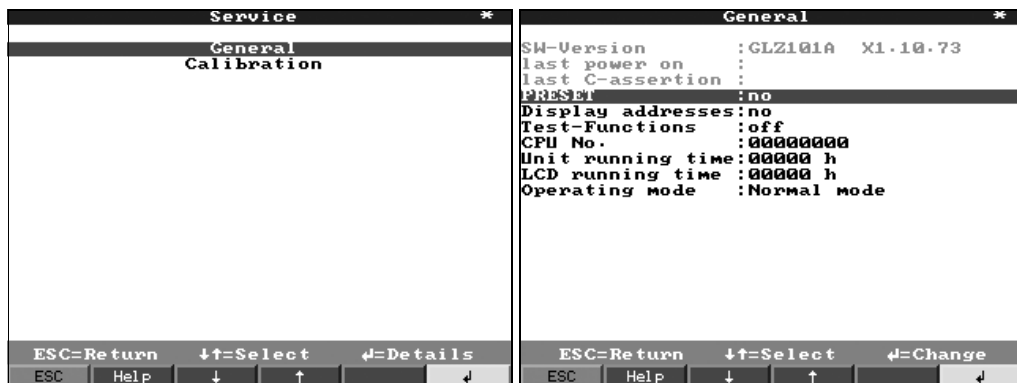 Service *
General
Calibration
ESC=Return ↓↑=Select ↵=Details
ESC Help ↓ ↑ ↵
General *
SW-Version :GLZ101A X1.10.73
last power on :
last C-assertion :
PRESET :no
Display addresses:no
Test-Functions :off
CPU No. :00000000
Unit running time:00000 h
LCD running time :00000 h
Operating mode :Normal mode
ESC=Return ↓↑=Select ↵=Change
ESC Help ↓ ↑ ↵